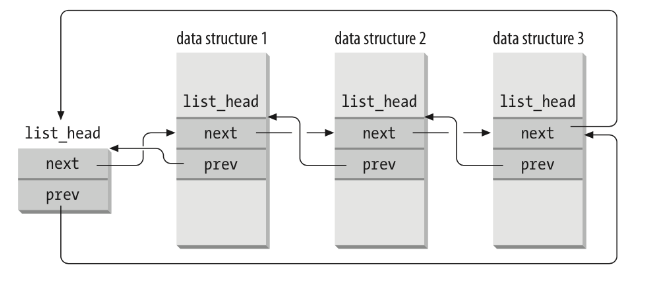 data structure 1
data structure 2
data structure 3
list_head
list_head
list_head
list_head
next
next
next
next
prev
prev
prev
prev